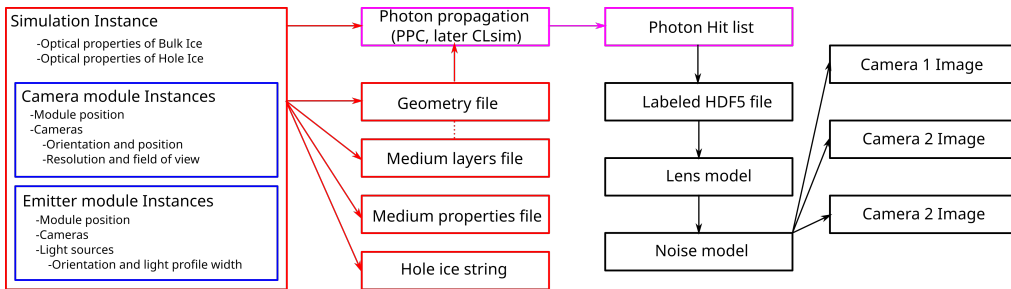 Simulation Instance
-Optical properties of Bulk Ice
-Optical properties of Hole Ice
Camera module Instances
-Module position
-Cameras
-Orientation and position
-Resolution and field of view
Emitter module Instances
-Module position
-Cameras
-Light sources
-Orientation and light profile width
Photon propagation
(PPC, later CLsim)
Geometry file
Medium layers file
Medium properties file
Hole ice string
Photon Hit list
Labeled HDF5 file
Lens model
Noise model
Camera 1 Image
Camera 2 Image
Camera 2 Image